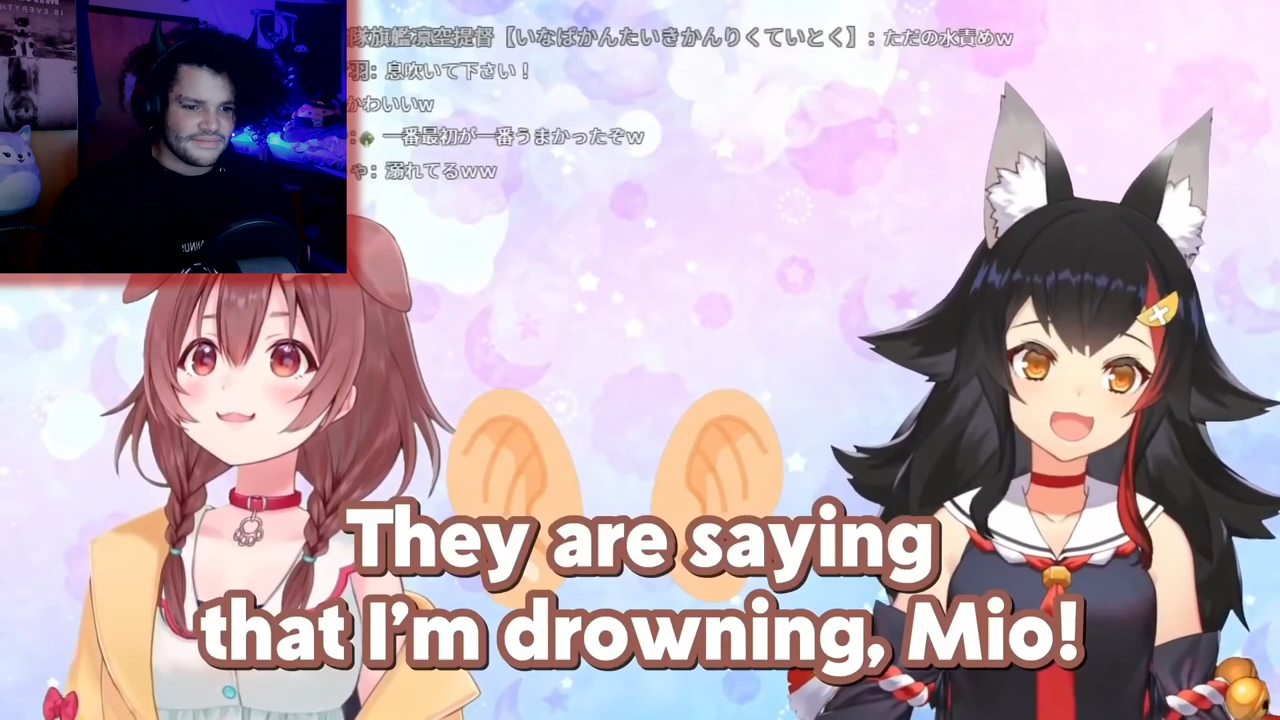 隊旗艦凛空提督【いなばかんたいきかんりくていとく】: ただの水責めw
羽: 息吹いて下さい！
かわいいw
: 一番最初が一番うまかったぞw
ゃ: 溺れてるww
They are saying
that I'm drowning, Mio!